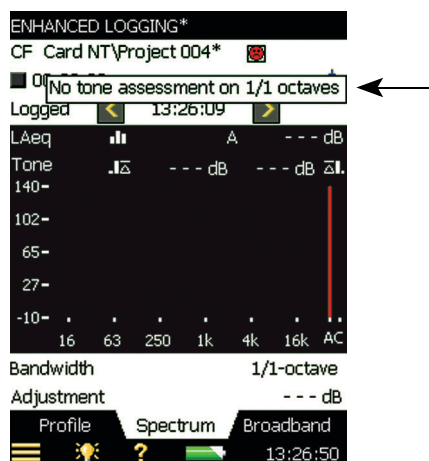 ENHANCED LOGGING*
CF Card NT\Project 004*
No tone assessment on 1/1 octaves
Logged < 13:26:09 >
LAeq A --- dB
Tone --- dB --- dB
140-
102-
65-
27-
-10-
16 63 250 1k 4k 16k AC
Bandwidth 1/1-octave
Adjustment --- dB
Profile Spectrum Broadband
? 13:26:50